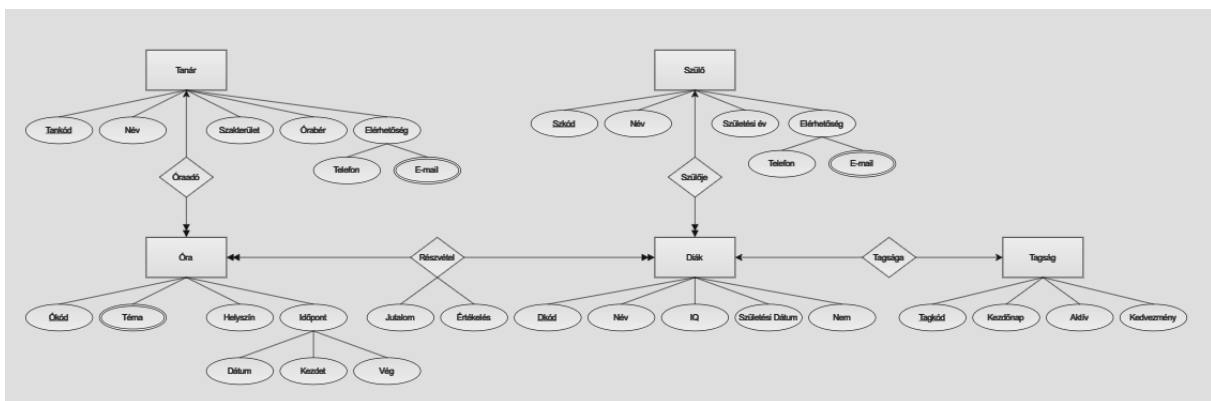 Tanár
Szülő
Tankód
Név
Szakterület
Órabér
Elérhetőség
Szkód
Név
Születési év
Elérhetőség
Telefon
E-mail
Telefon
E-mail
Óraadó
Szülője
Óra
Részvétel
Diák
Tagsága
Tagság
Ókód
Téma
Helyszín
Időpont
Jutalom
Értékelés
Dkód
Név
IQ
Születési Dátum
Nem
Tagkód
Kezdőnap
Aktív
Kedvezmény
Dátum
Kezdet
Vég